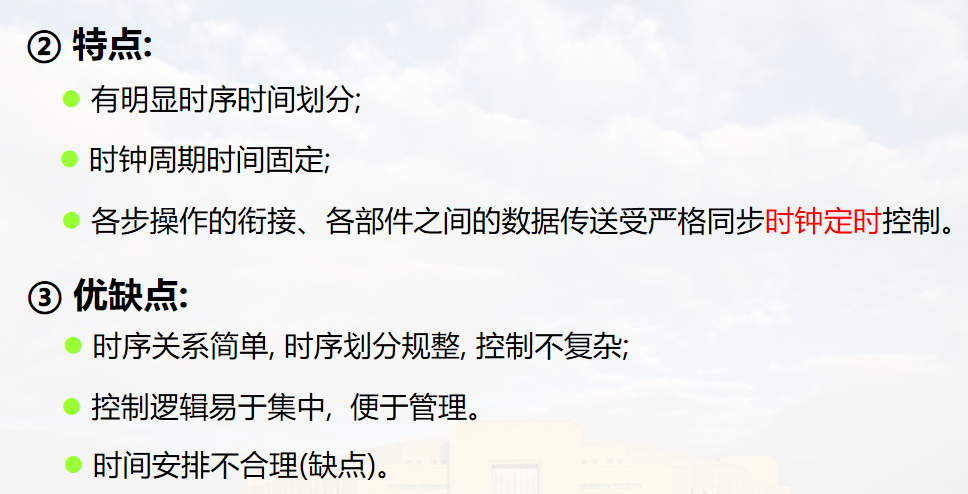 ② 特点:
有明显时序时间划分;
时钟周期时间固定;
各步操作的衔接、各部件之间的数据传送受严格同步时钟定时控制。
③ 优缺点:
时序关系简单, 时序划分规整, 控制不复杂;
控制逻辑易于集中, 便于管理。
时间安排不合理(缺点)。